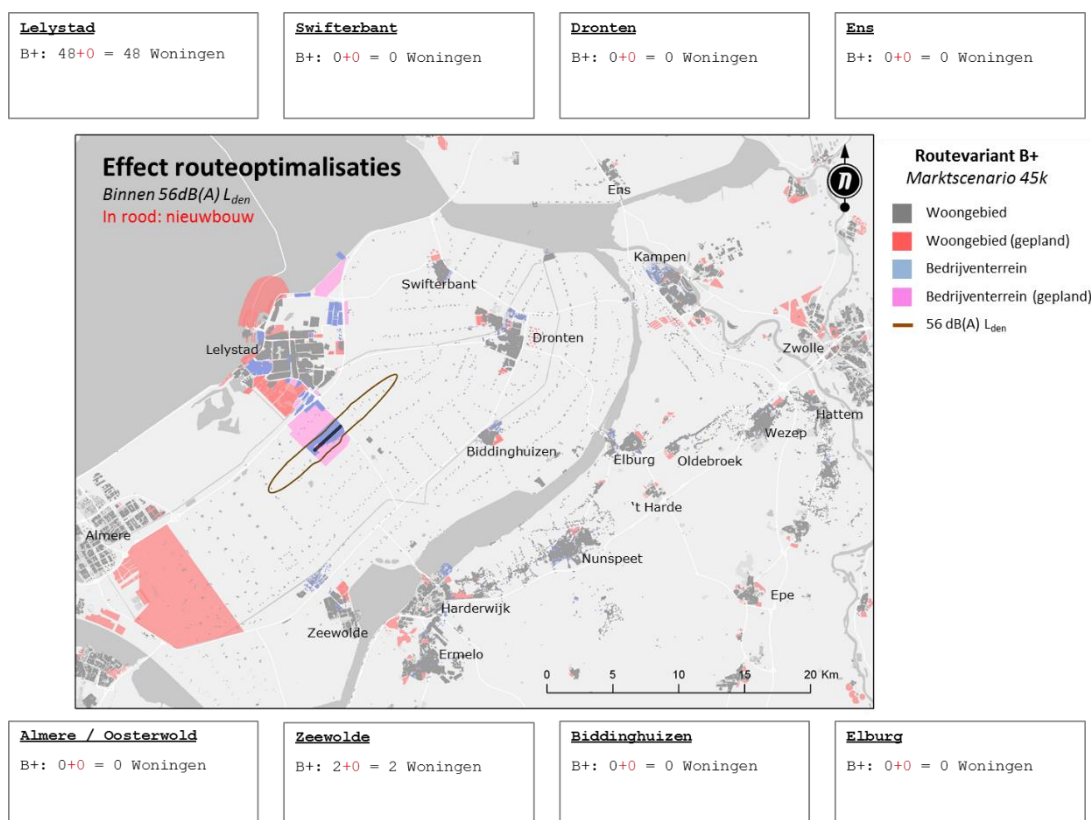 Lelystad
B+: 48+0 = 48 Woningen
Swifterbant
B+: 0+0 = 0 Woningen
Dronten
B+: 0+0 = 0 Woningen
Ens
B+: 0+0 = 0 Woningen
Effect routeoptimalisaties
Binnen 56dB(A) Lden
In rood: nieuwbouw
Ens
Kampen
Swifterbant
Dronten
Lelystad
Zwolle
Hattem
Wezep
Biddinghuizen
Elburg
Oldebroek
't Harde
Almere
Nunspeet
Epe
Harderwijk
Zeewolde
Ermelo
0 5 10 15 20 Km
n
Routevariant B+
Marktscenario 45k
Woongebied
Woongebied (gepland)
Bedrijventerrein
Bedrijventerrein (gepland)
56 dB(A) Lden
Almere / Oosterwold
B+: 0+0 = 0 Woningen
Zeewolde
B+: 2+0 = 2 Woningen
Biddinghuizen
B+: 0+0 = 0 Woningen
Elburg
B+: 0+0 = 0 Woningen